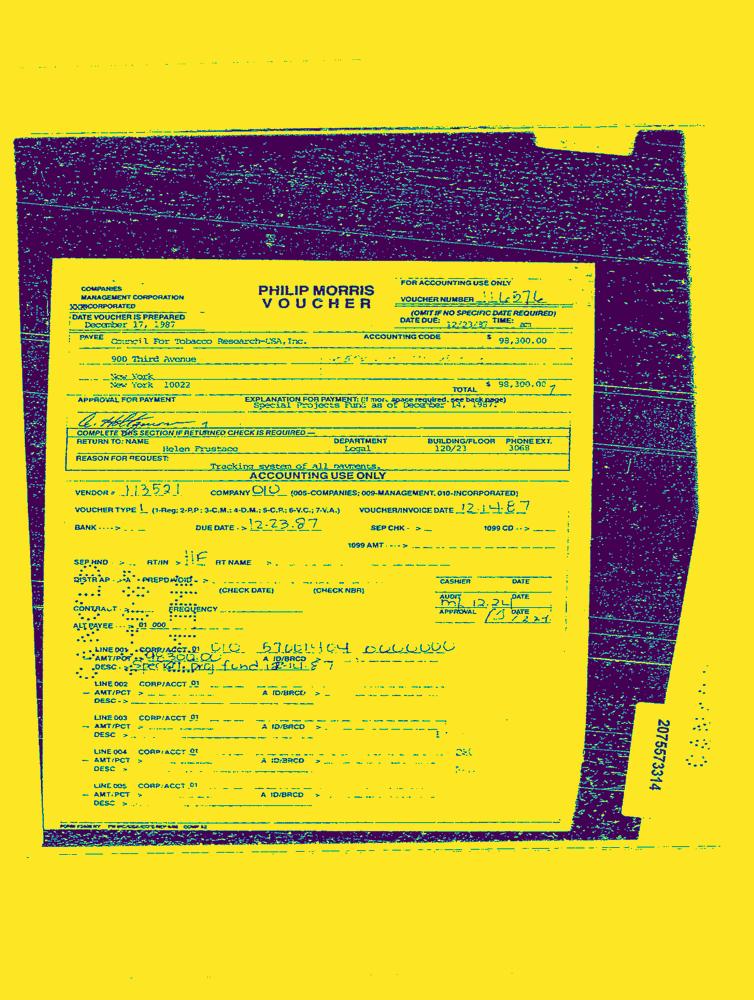 COMPANIES
MANAGEMENT CORPORATION
INCORPORATED
PHILIP MORRIS
VOUCHER
FOR ACCOUNTING USE ONLY
VOUCHER NUMBER 116576
(OMIT IF NO SPECIFIC DATE REQUIRED)
DATE VOUCHER IS PREPARED
December 17, 1987
DATE DUE: 12/23/87 TIME: am
PAYEE Council For Tobacco Research-USA, Inc. ACCOUNTING CODE $ 98,300.00
900 Third Avenue
New York
New York 10022
TOTAL $ 98,300.00
APPROVAL FOR PAYMENT EXPLANATION FOR PAYMENT: (If more space required, see back page)
Special Projects Fund as of December 14, 1987.
COMPLETE THIS SECTION IF RETURNED CHECK IS REQUIRED —
RETURN TO: NAME DEPARTMENT BUILDING/FLOOR PHONE EXT.
Helen Frustace Legal 120/23 3068
REASON FOR REQUEST:
Tracking system of all payments.
ACCOUNTING USE ONLY
VENDOR # 113521 COMPANY 010 (005-COMPANIES; 009-MANAGEMENT, 010-INCORPORATED)
VOUCHER TYPE 1 (1-Reg; 2-P.P; 3-C.M.; 4-D.M.; 5-C.P.; 6-V.C.; 7-V.A.) VOUCHER/INVOICE DATE 12.14.87
BANK ----> DUE DATE -> 12.23.87 SEP CHK -> 1099 CD -->
1099 AMT ---->
SEP HND > RT/IN > HF RT NAME >
DISTR AP PREPD/VOID
(CHECK DATE) (CHECK NBR)
CASHIER DATE
AUDIT DATE
12.24
APPROVAL DATE
CONTRACT FREQUENCY
ALT PAYEE 01 000
LINE 001 CORP/ACCT 01 010 0000000
AMT/PCT > 98300.00 A ID/BRCD
DESC > Special proj fund 12-14-87
LINE 002 CORP/ACCT 01
— AMT/PCT > A ID/BRCD
DESC ->
LINE 003 CORP/ACCT 01
— AMT/PCT > A ID/BRCD
DESC >
LINE 004 CORP/ACCT 01
— AMT/PCT > A ID/BRCD
DESC >
LINE 005 CORP/ACCT 01
— AMT/PCT > A ID/BRCD
DESC >
2075573314